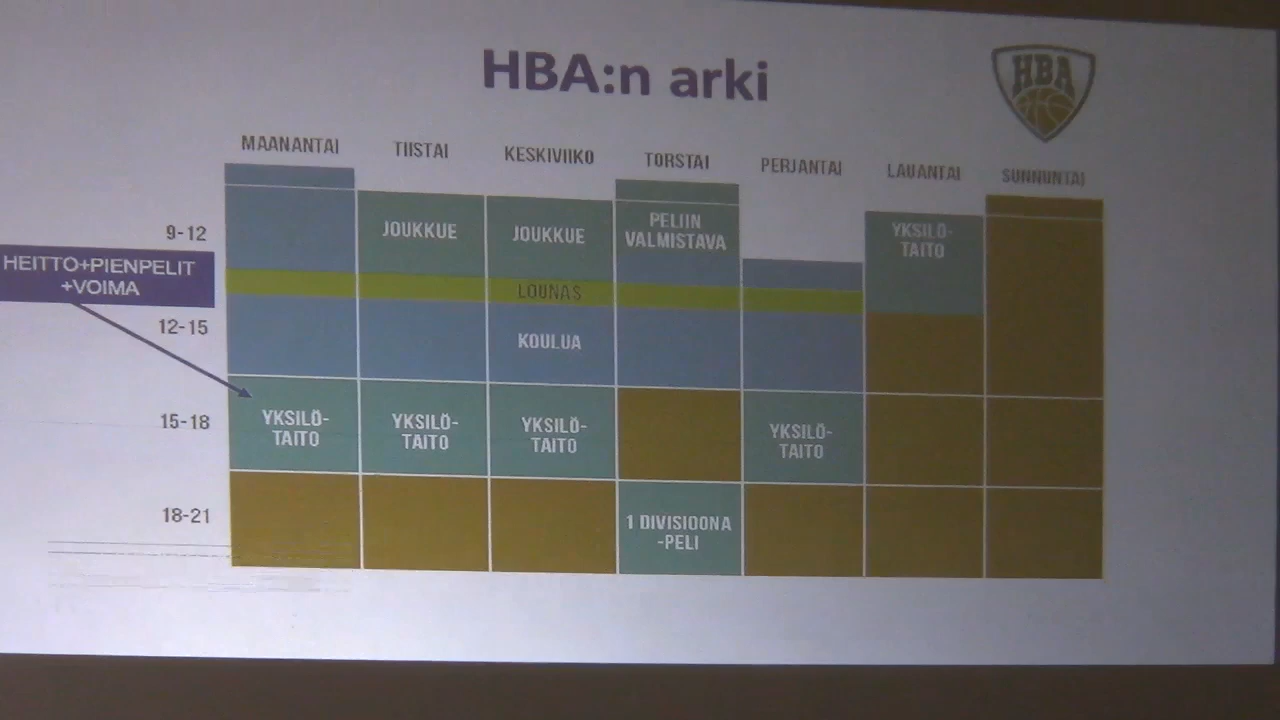 HBA:n arki
HBA
MAANANTAI
TIISTAI
KESKIVIIKO
TORSTAI
PERJANTAI
LAUANTAI
SUNNUNTAI
9-12
JOUKKUE
JOUKKUE
PELIIN
VALMISTAVA
YKSILÖ-
TAITO
HEITTO+PIENPELIT
+VOIMA
LOUNAS
12-15
KOULUA
15-18
YKSILÖ-
TAITO
YKSILÖ-
TAITO
YKSILÖ-
TAITO
YKSILÖ-
TAITO
18-21
1 DIVISIOONA
-PELI